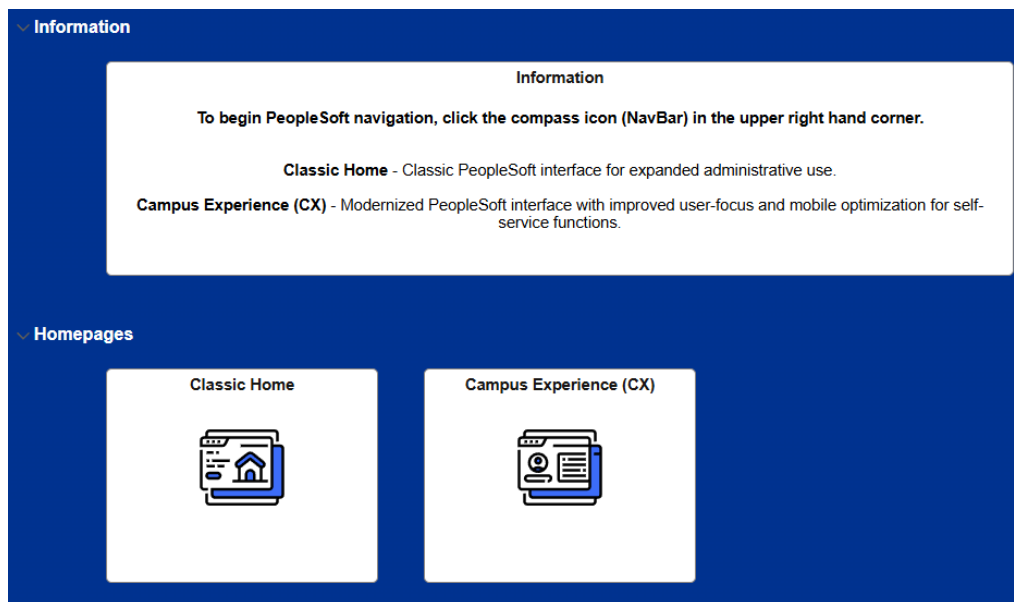 Information
Information
To begin PeopleSoft navigation, click the compass icon (NavBar) in the upper right hand corner.
Classic Home - Classic PeopleSoft interface for expanded administrative use.
Campus Experience (CX) - Modernized PeopleSoft interface with improved user-focus and mobile optimization for self-
service functions.
Homepages
Classic Home
Campus Experience (CX)